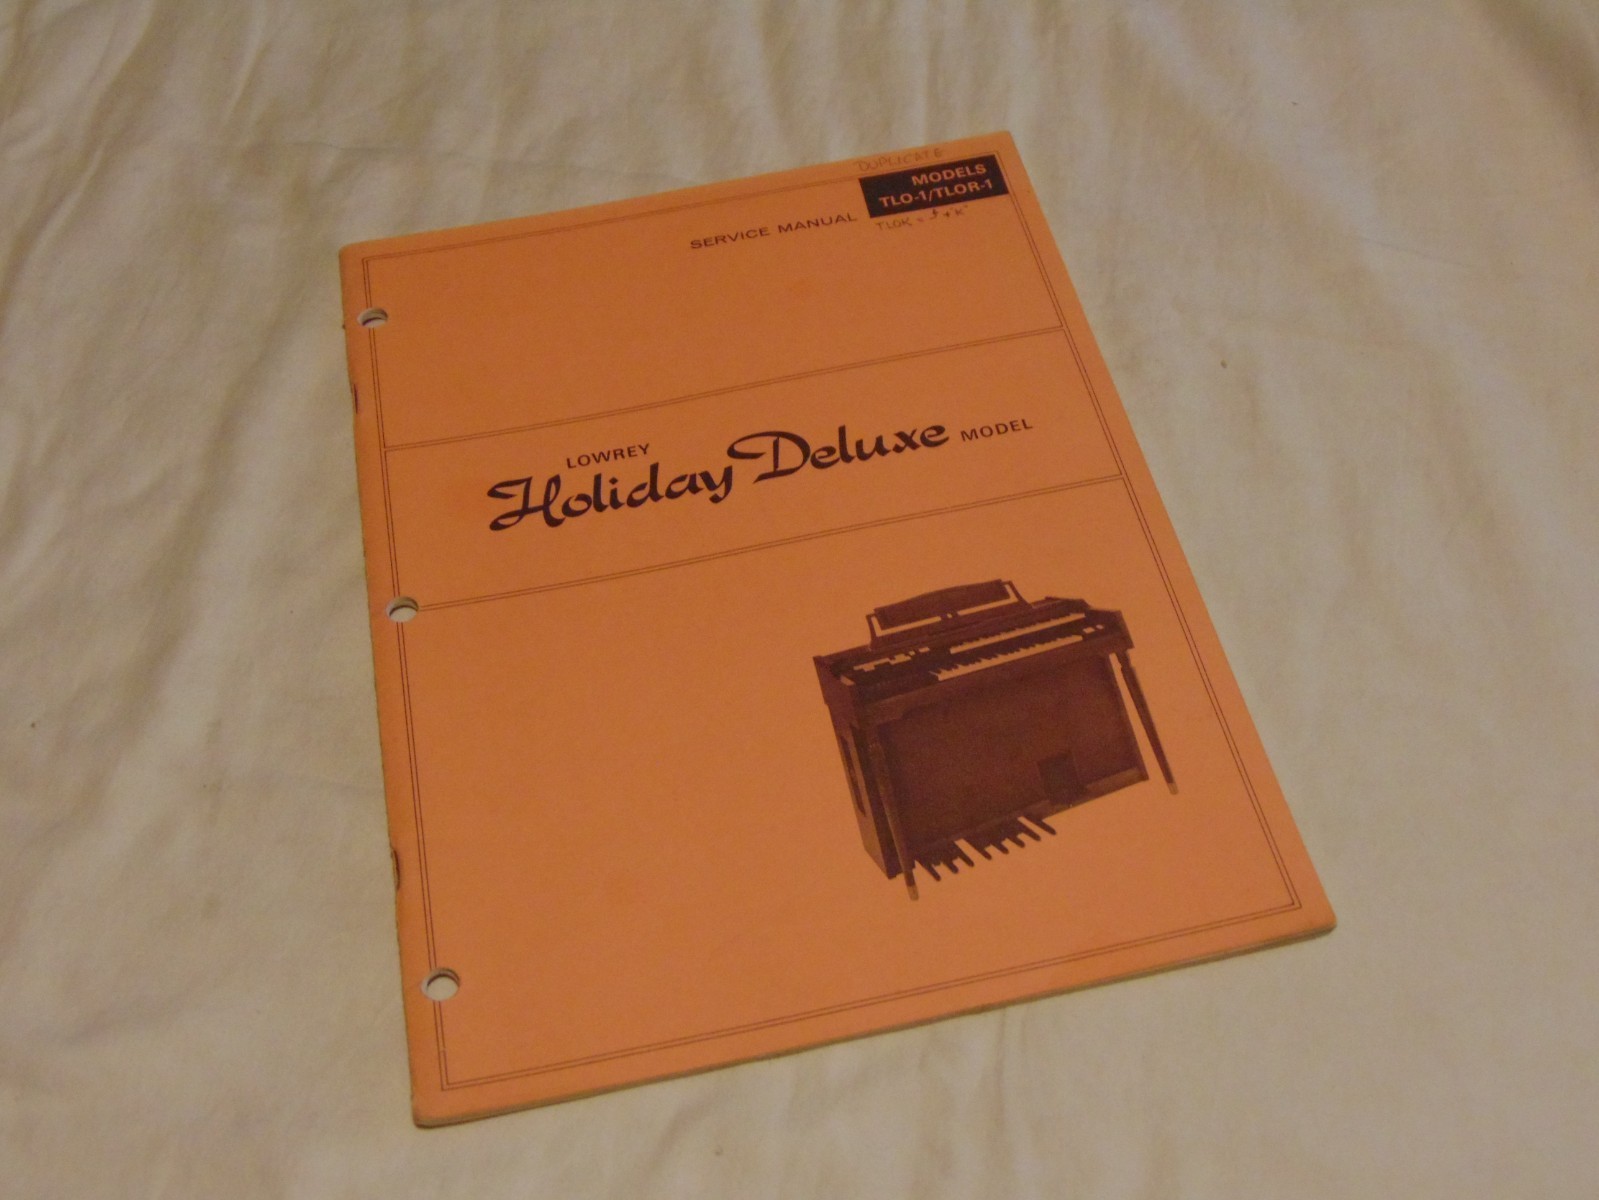 DUPLICATE
MODELS
TLO-1/TLOR-1
SERVICE MANUAL
LOWREY
Holiday Deluxe MODEL